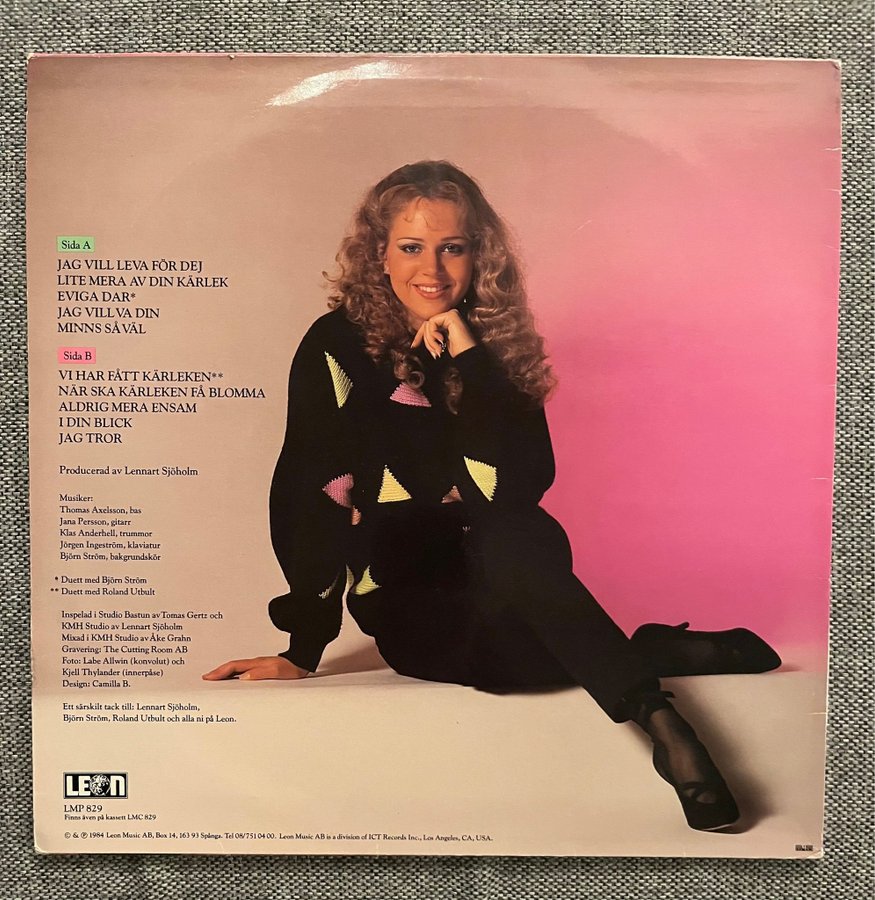 Sida A
JAG VILL LEVA FÖR DEJ
LITE MERA AV DIN KÄRLEK
EVIGA DAR*
JAG VILL VA DIN
MINNS SÅ VÄL
Sida B
VI HAR FÅTT KÄRLEKEN**
NÄR SKA KÄRLEKEN FÅ BLOMMA
ALDRIG MERA ENSAM
I DIN BLICK
JAG TROR
Producerad av Lennart Sjöholm
Musiker:
Thomas Axelsson, bas
Jana Persson, gitarr
Klas Anderhell, trummor
Jörgen Ingeström, klaviatur
Björn Ström, bakgrundskör
* Duett med Björn Ström
** Duett med Roland Utbult
Inspelad i Studio Bastun av Tomas Gertz och
KMH Studio av Lennart Sjöholm
Mixad i KMH Studio av Åke Grahn
Gravering: The Cutting Room AB
Foto: Labe Allwin (konvolut) och
Kjell Thylander (innerpåse)
Design: Camilla B.
Ett särskilt tack till: Lennart Sjöholm,
Björn Ström, Roland Utbult och alla ni på Leon.
LEON
LMP 829
Finns även på kassett LMC 829
© & ℗ 1984 Leon Music AB, Box 14, 163 93 Spånga. Tel 08/751 04 00. Leon Music AB is a division of ICT Records Inc., Los Angeles, CA, USA.